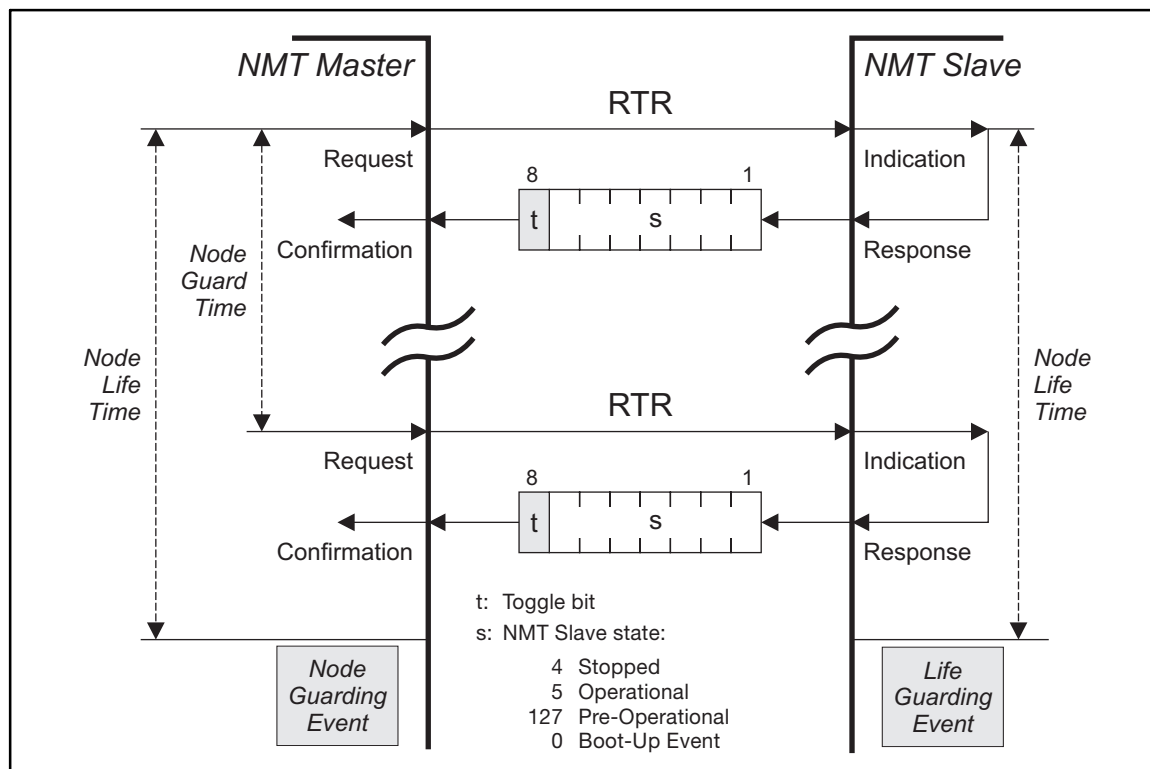 NMT Master
NMT Slave
RTR
Request
Indication
8 1
t s
Confirmation
Response
Node
Guard
Time
Node
Life
Time
Node
Life
Time
RTR
Request
Indication
8 1
t s
Confirmation
Response
t: Toggle bit
s: NMT Slave state:
4 Stopped
5 Operational
127 Pre-Operational
0 Boot-Up Event
Node
Guarding
Event
Life
Guarding
Event